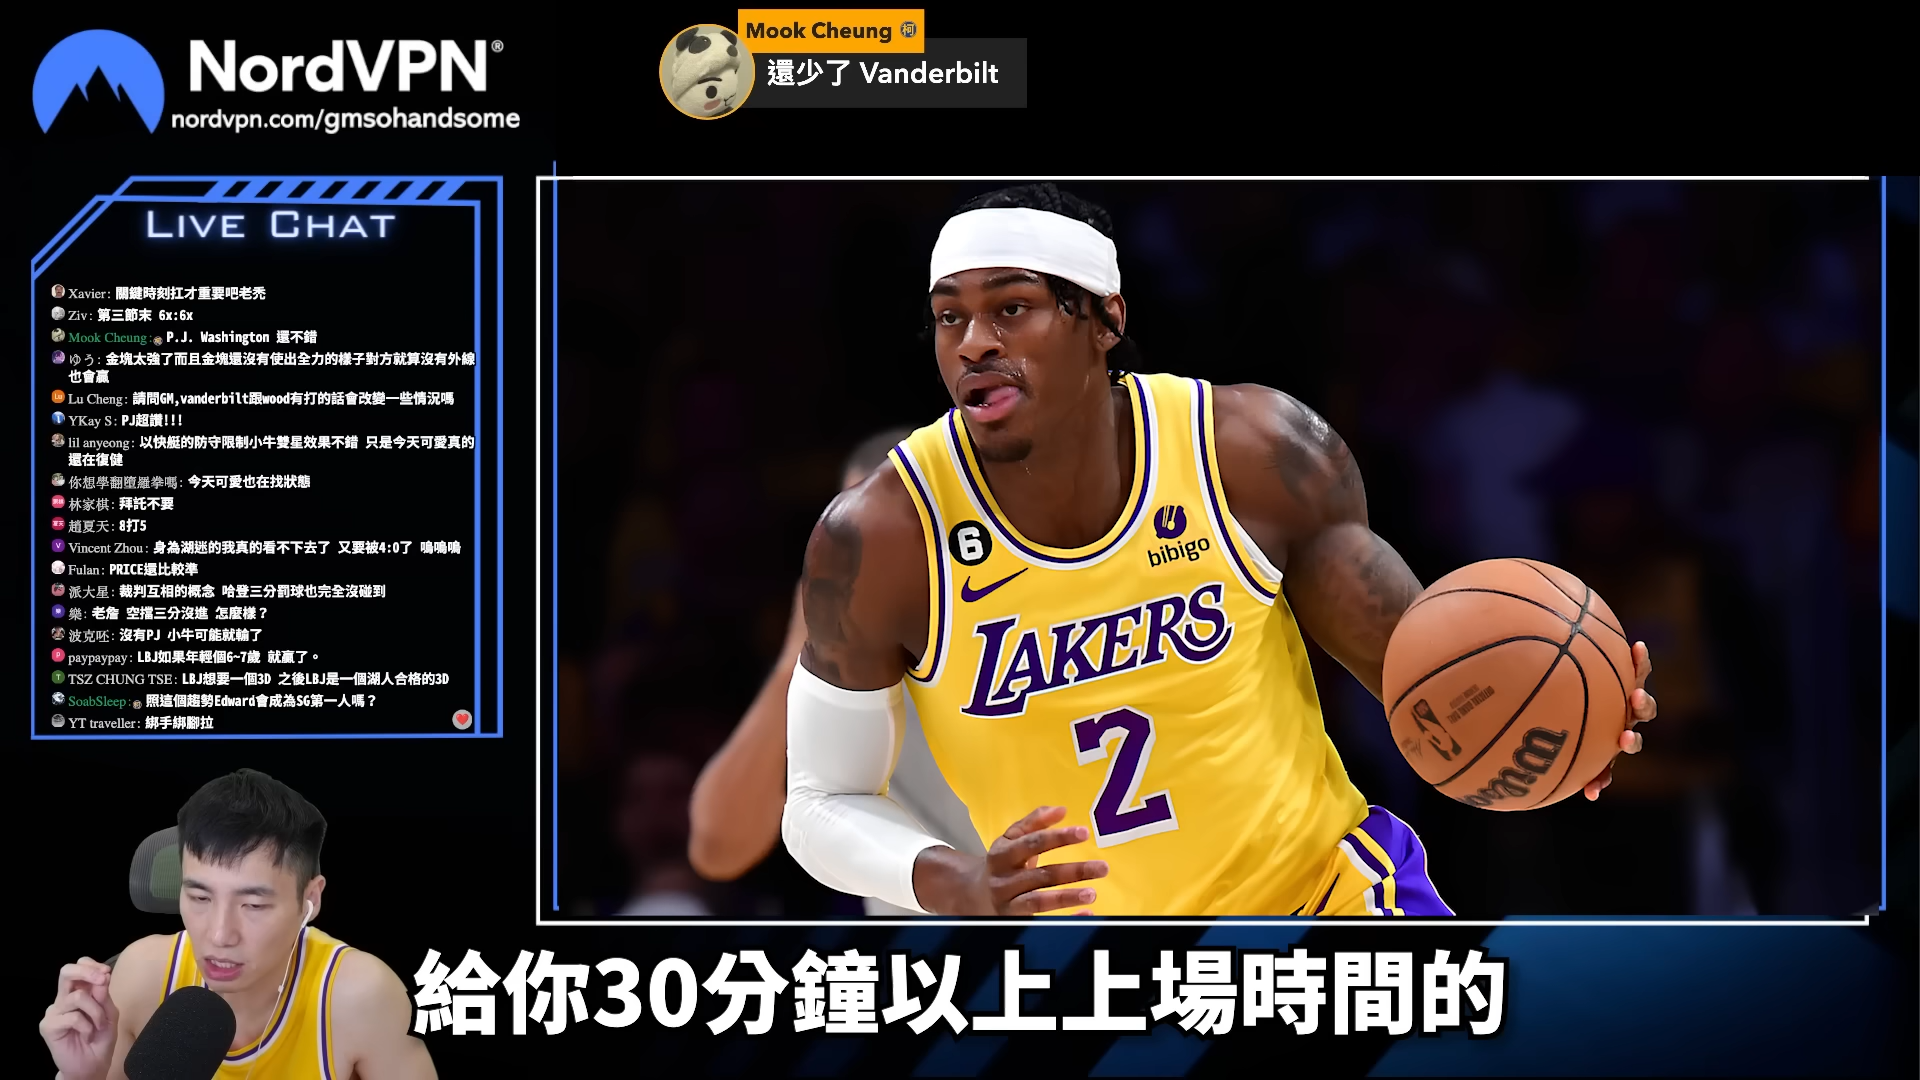 NordVPN®
nordvpn.com/gmsohandsome
Mook Cheung
還少了 Vanderbilt
LIVE CHAT
Xavier: 關鍵時刻扛才重要吧老禿
Ziv: 第三節末 6x:6x
Mook Cheung: P.J. Washington 還不錯
ゆう: 金塊太強了而且金塊還沒有使出全力的樣子對方就算沒有外線
也會贏
Lu Cheng: 請問GM,vanderbilt跟wood有打的話會改變一些情況嗎
YKay S: PJ超讚!!!
lil anyeong: 以快艇的防守限制小牛雙星效果不錯 只是今天可愛真的
還在復健
你想學翻墮羅拳嗎: 今天可愛也在找狀態
林家棋: 拜託不要
趙夏天: 8打5
Vincent Zhou: 身為湖迷的我真的看不下去了 又要被4:0了 嗚嗚嗚
Fulan: PRICE還比較準
派大星: 裁判互相的概念 哈登三分罰球也完全沒碰到
樂: 老詹 空擋三分沒進 怎麼樣？
波克呸: 沒有PJ 小牛可能就輸了
paypaypay: LBJ如果年輕個6~7歲 就贏了。
TSZ CHUNG TSE: LBJ想要一個3D 之後LBJ是一個湖人合格的3D
SoabSleep: 照這個趨勢Edward會成為SG第一人嗎？
YT traveller: 綁手綁腳拉
6
bibigo
LAKERS
2
Wilson
給你30分鐘以上上場時間的